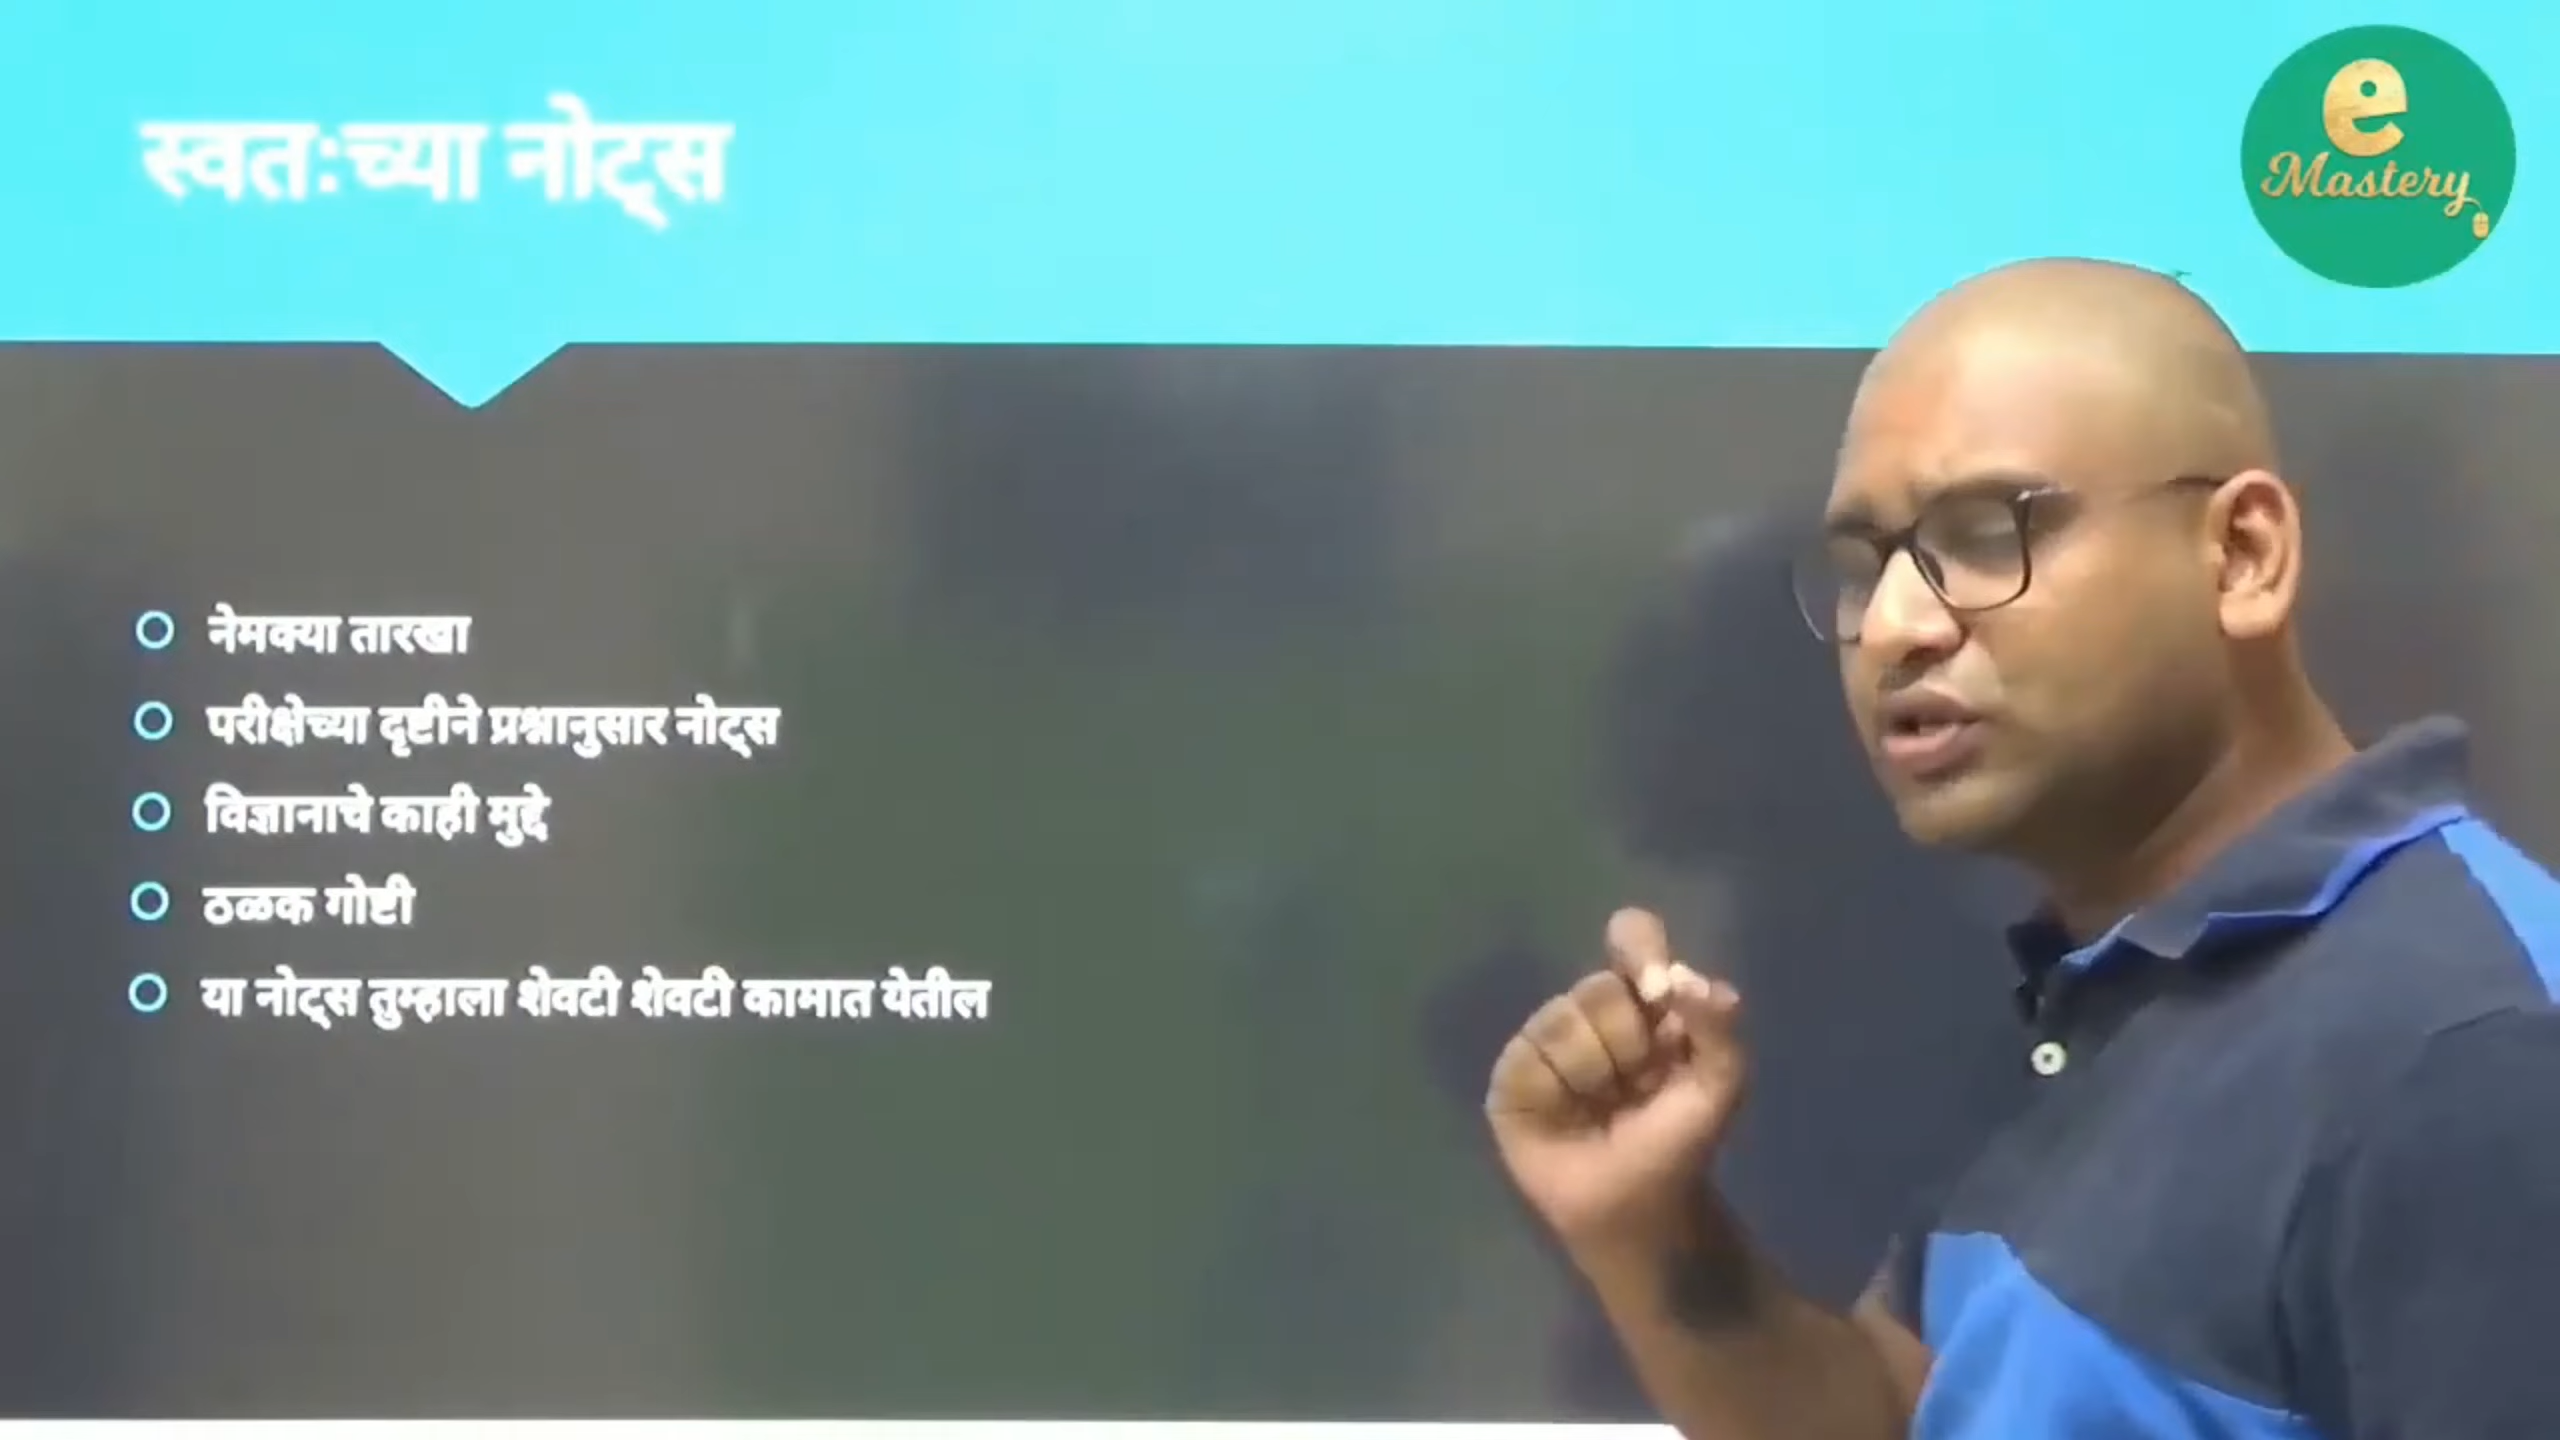 स्वत:च्या नोट्स
e
Mastery
नेमक्या तारखा
परीक्षेच्या दृष्टीने प्रश्नानुसार नोट्स
विज्ञानाचे काही मुद्दे
ठळक गोष्टी
या नोट्स तुम्हाला शेवटी शेवटी कामात येतील